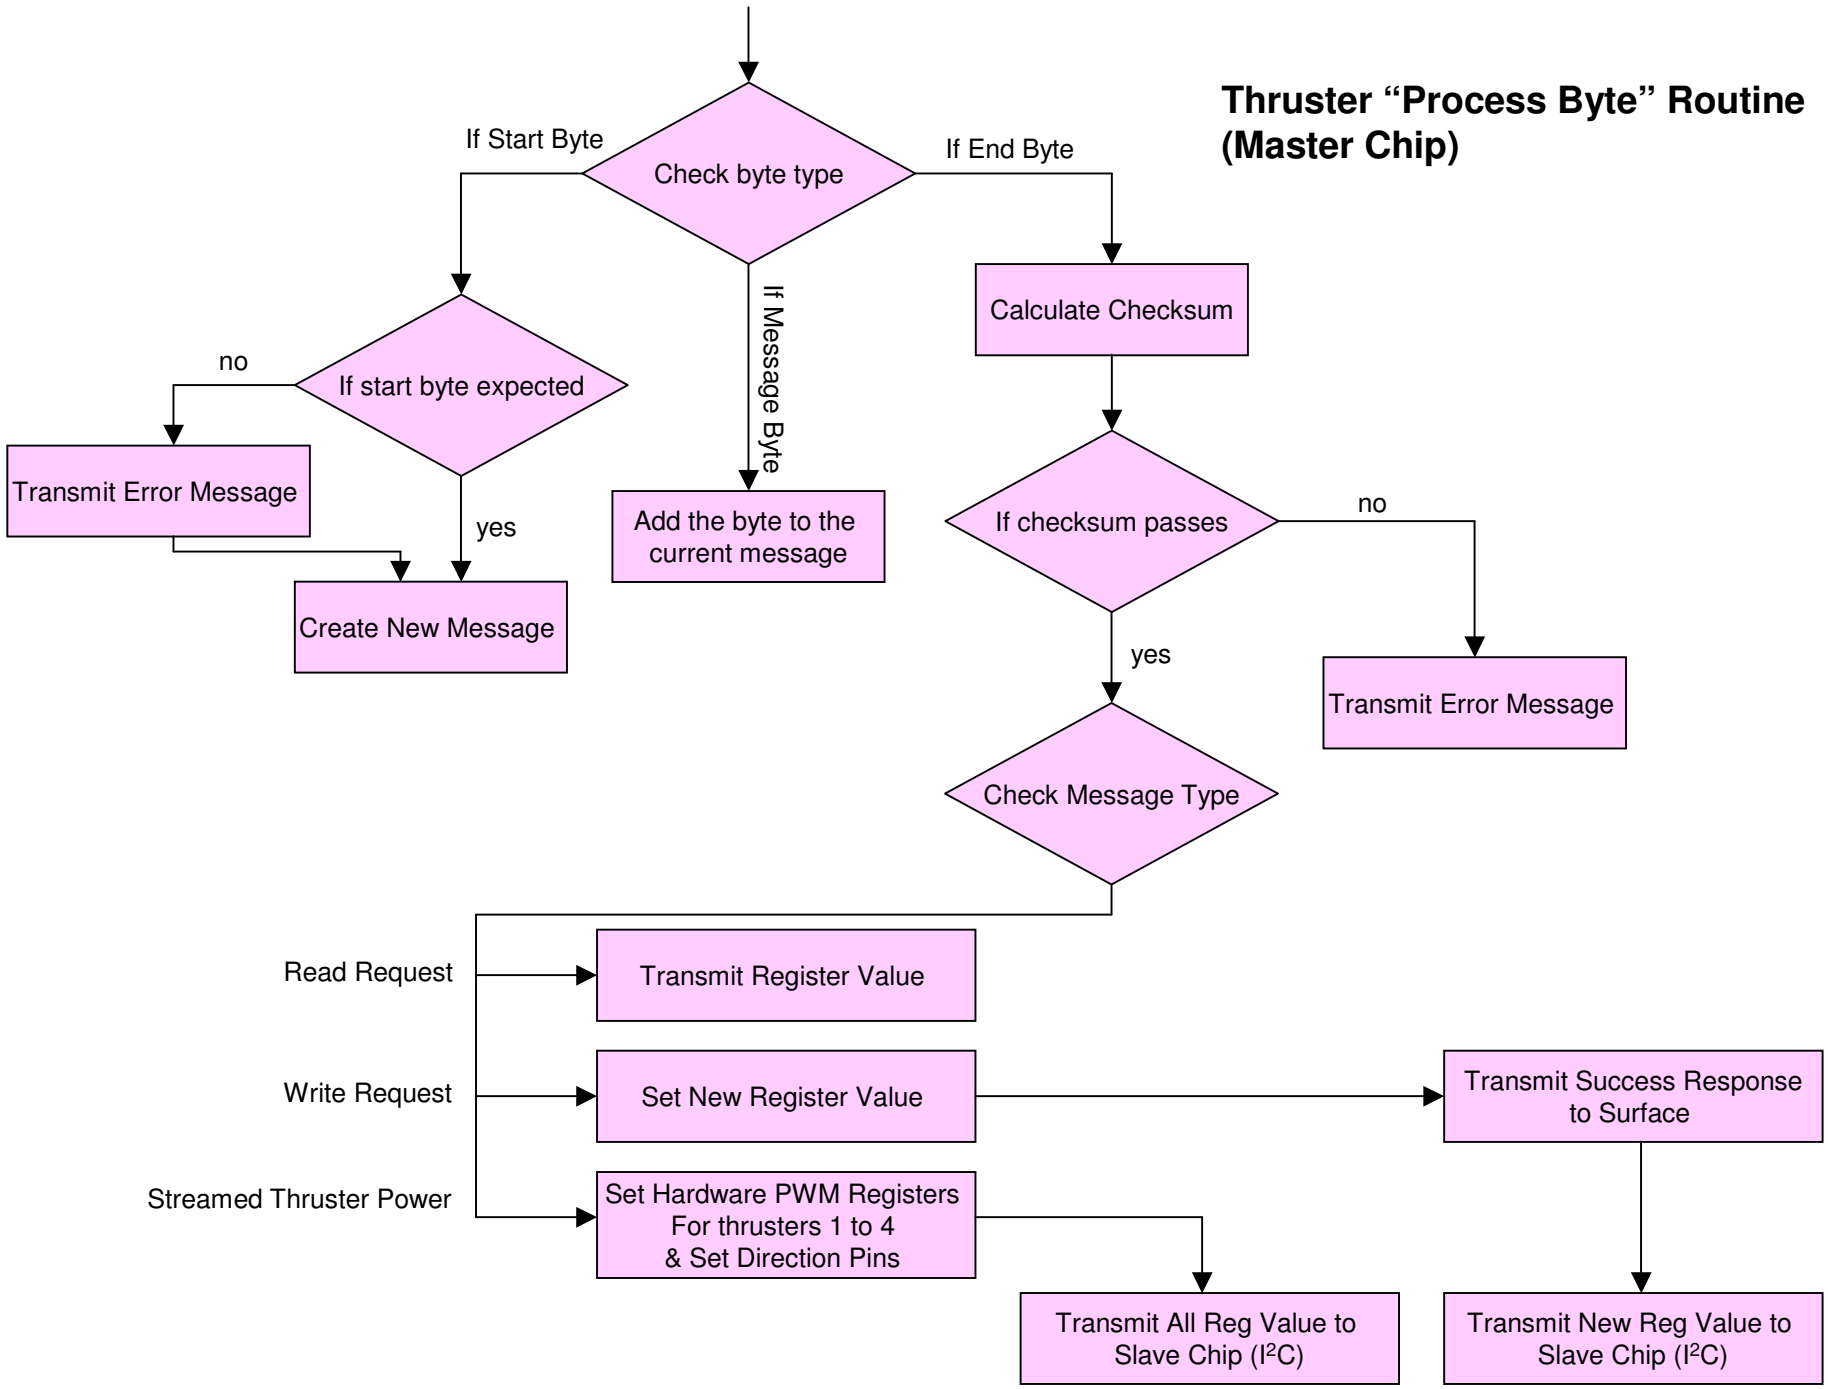 Thruster “Process Byte” Routine
(Master Chip)
If Start Byte
Check byte type
If End Byte
If Message Byte
Calculate Checksum
no
If start byte expected
Transmit Error Message
yes
Add the byte to the
current message
If checksum passes
no
Create New Message
yes
Transmit Error Message
Check Message Type
Read Request
Transmit Register Value
Write Request
Set New Register Value
Transmit Success Response
to Surface
Streamed Thruster Power
Set Hardware PWM Registers
For thrusters 1 to 4
& Set Direction Pins
Transmit All Reg Value to
Slave Chip (I²C)
Transmit New Reg Value to
Slave Chip (I²C)